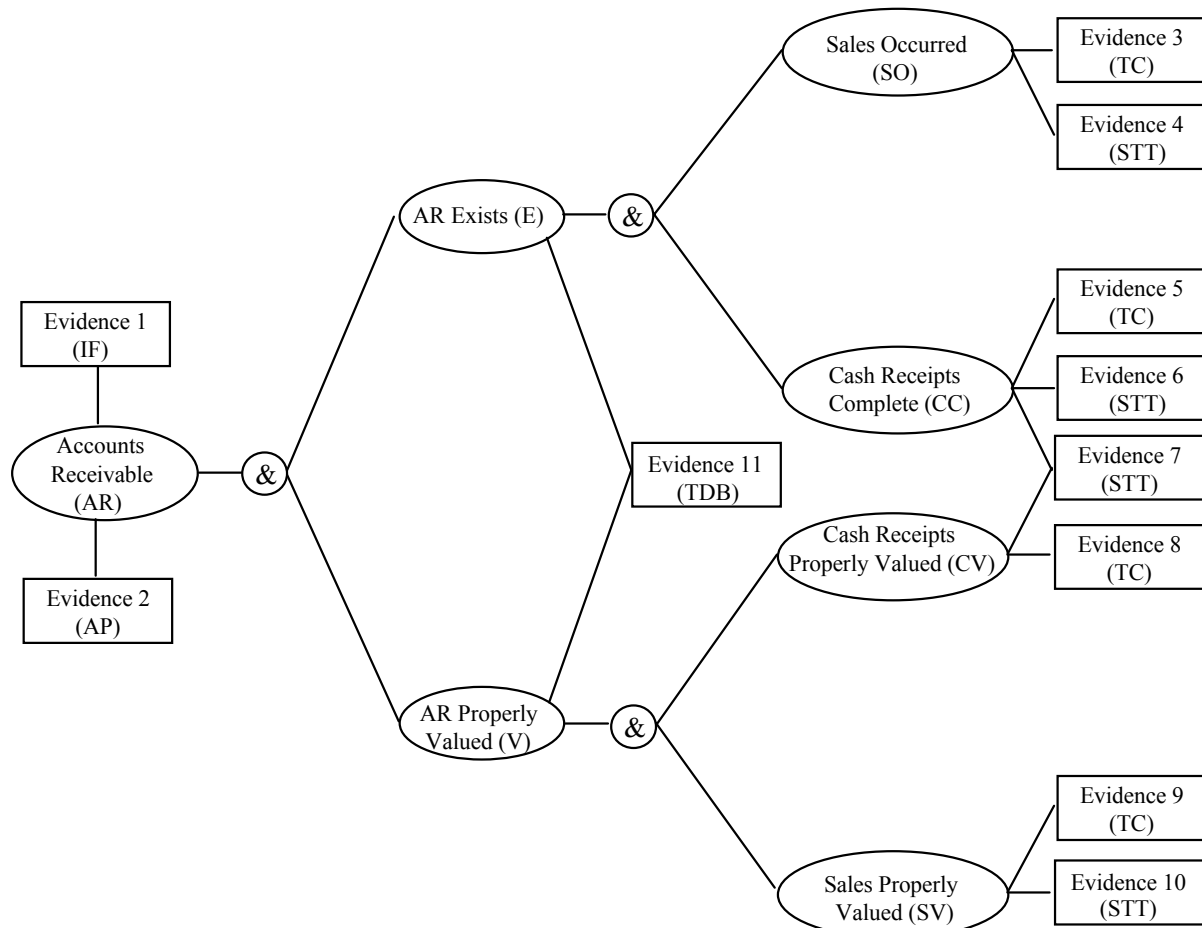 Sales Occurred
(SO)
Evidence 3
(TC)
Evidence 4
(STT)
AR Exists (E)
&
Evidence 5
(TC)
Evidence 1
(IF)
Cash Receipts
Complete (CC)
Evidence 6
(STT)
Accounts
Receivable
(AR)
&
Evidence 11
(TDB)
Evidence 7
(STT)
Cash Receipts
Properly Valued (CV)
Evidence 8
(TC)
Evidence 2
(AP)
AR Properly
Valued (V)
&
Evidence 9
(TC)
Sales Properly
Valued (SV)
Evidence 10
(STT)